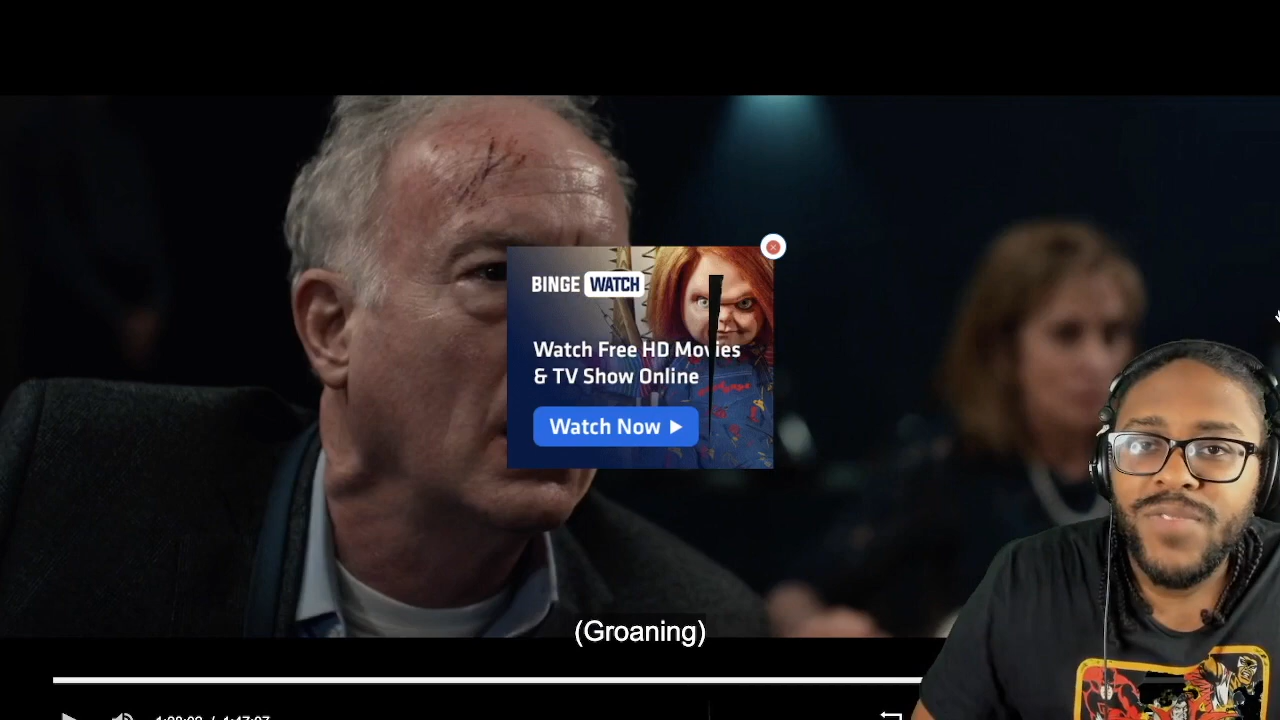 BINGE WATCH
Watch Free HD Movies
& TV Show Online
Watch Now
(Groaning)